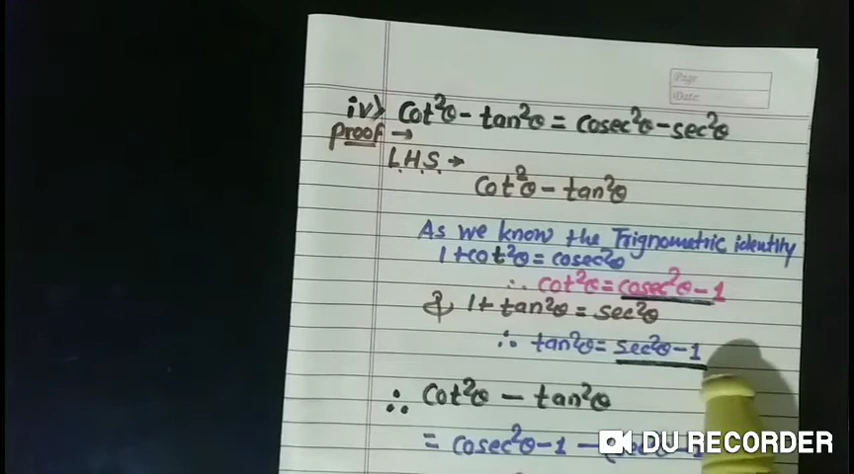 Page
Date
iv) cot²θ - tan²θ = cosec²θ - sec²θ
Proof →
L.H.S. →
cot²θ - tan²θ
As we know the Trignometric identity
1+cot²θ = cosec²θ
∴ cot²θ = cosec²θ - 1
& 1 + tan²θ = sec²θ
∴ tan²θ = sec²θ - 1
∴ cot²θ - tan²θ
= cosec²θ - 1 - (
DU RECORDER